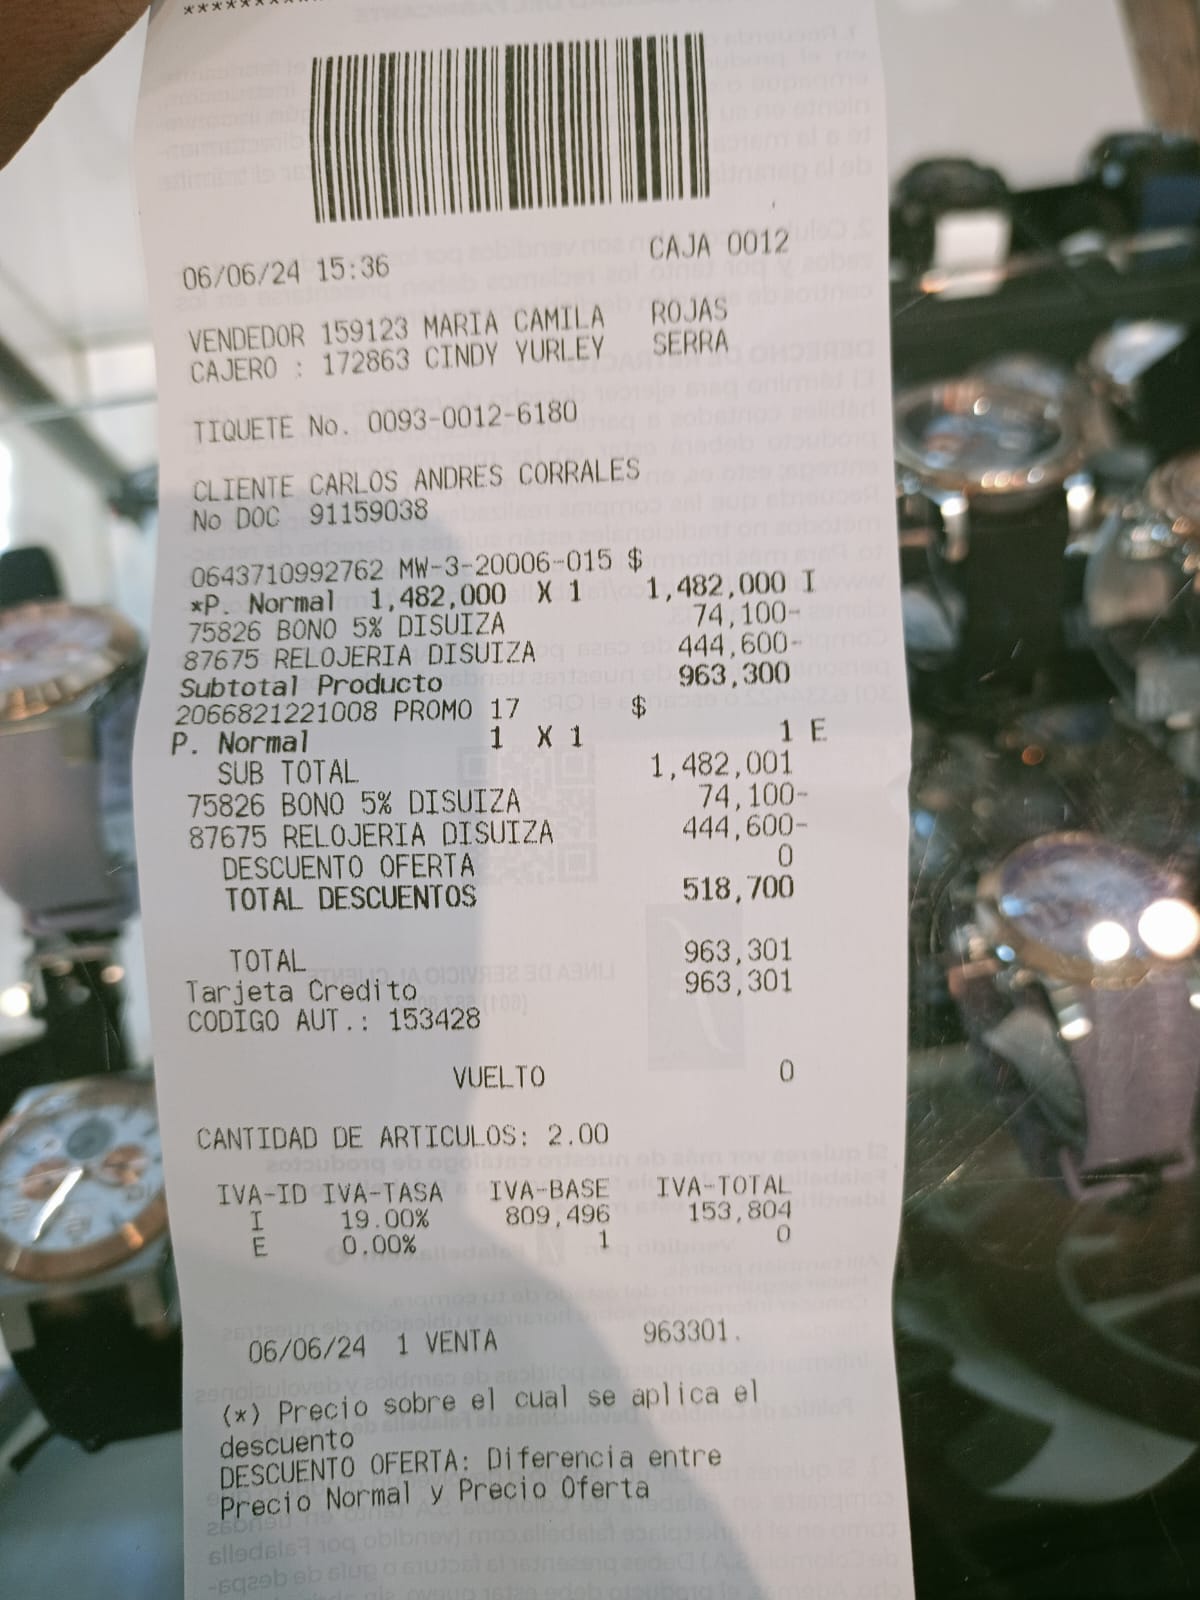 ***********
06/06/24 15:36 CAJA 0012
VENDEDOR 159123 MARIA CAMILA ROJAS
CAJERO : 172863 CINDY YURLEY SERRA
TIQUETE No. 0093-0012-6180
CLIENTE CARLOS ANDRES CORRALES
No DOC 91159038
0643710992762 MW-3-20006-015 $
*P. Normal 1,482,000 X 1 1,482,000 I
75826 BONO 5% DISUIZA 74,100-
87675 RELOJERIA DISUIZA 444,600-
Subtotal Producto 963,300
2066821221008 PROMO 17 $
P. Normal 1 X 1 1 E
SUB TOTAL 1,482,001
75826 BONO 5% DISUIZA 74,100-
87675 RELOJERIA DISUIZA 444,600-
DESCUENTO OFERTA 0
TOTAL DESCUENTOS 518,700
TOTAL 963,301
Tarjeta Credito 963,301
CODIGO AUT.: 153428
VUELTO 0
CANTIDAD DE ARTICULOS: 2.00
IVA-ID IVA-TASA IVA-BASE IVA-TOTAL
I 19.00% 809,496 153,804
E 0.00% 1 0
06/06/24 1 VENTA 963301.
(*) Precio sobre el cual se aplica el
descuento
DESCUENTO OFERTA: Diferencia entre
Precio Normal y Precio Oferta